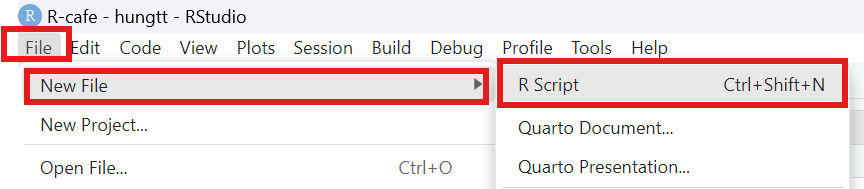 R R-cafe - hungtt - RStudio
File Edit Code View Plots Session Build Debug Profile Tools Help
New File R Script Ctrl+Shift+N
New Project... Quarto Document...
Open File... Ctrl+O Quarto Presentation...